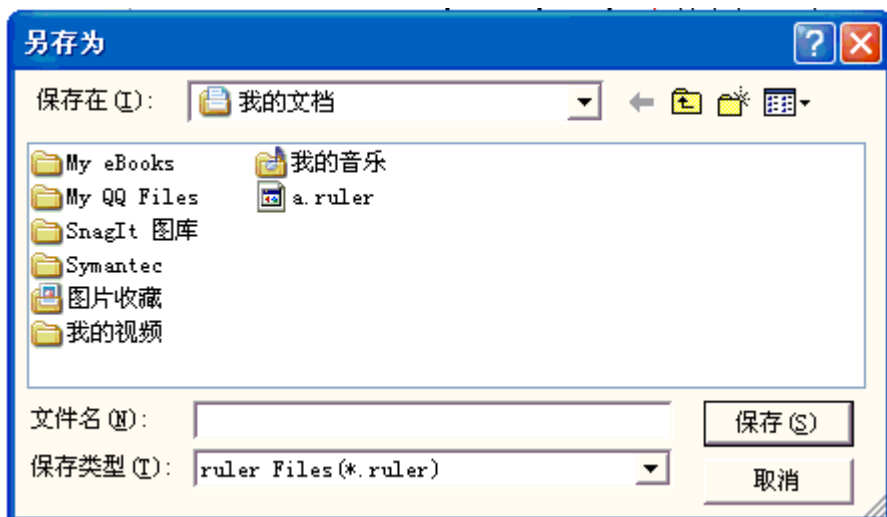 另存为
保存在(I): 我的文档
My eBooks 我的音乐
My QQ Files a.ruler
SnagIt 图库
Symantec
图片收藏
我的视频
文件名(N): 保存(S)
保存类型(T): ruler Files(*.ruler) 取消